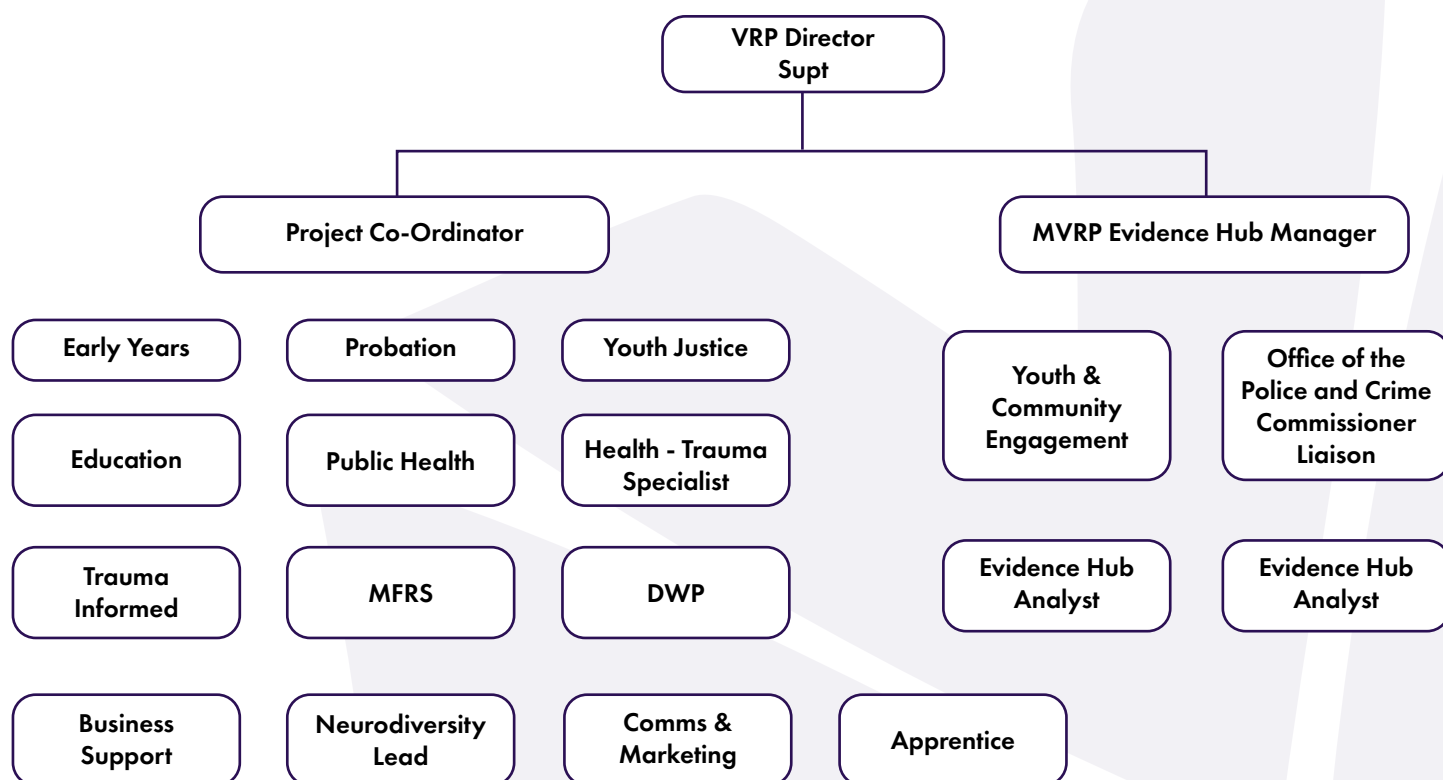 VRP Director
Supt
Project Co-Ordinator
MVRP Evidence Hub Manager
Early Years
Probation
Youth Justice
Youth &
Community
Engagement
Office of the
Police and Crime
Commissioner
Liaison
Education
Public Health
Health - Trauma
Specialist
Trauma
Informed
MFRS
DWP
Evidence Hub
Analyst
Evidence Hub
Analyst
Business
Support
Neurodiversity
Lead
Comms &
Marketing
Apprentice